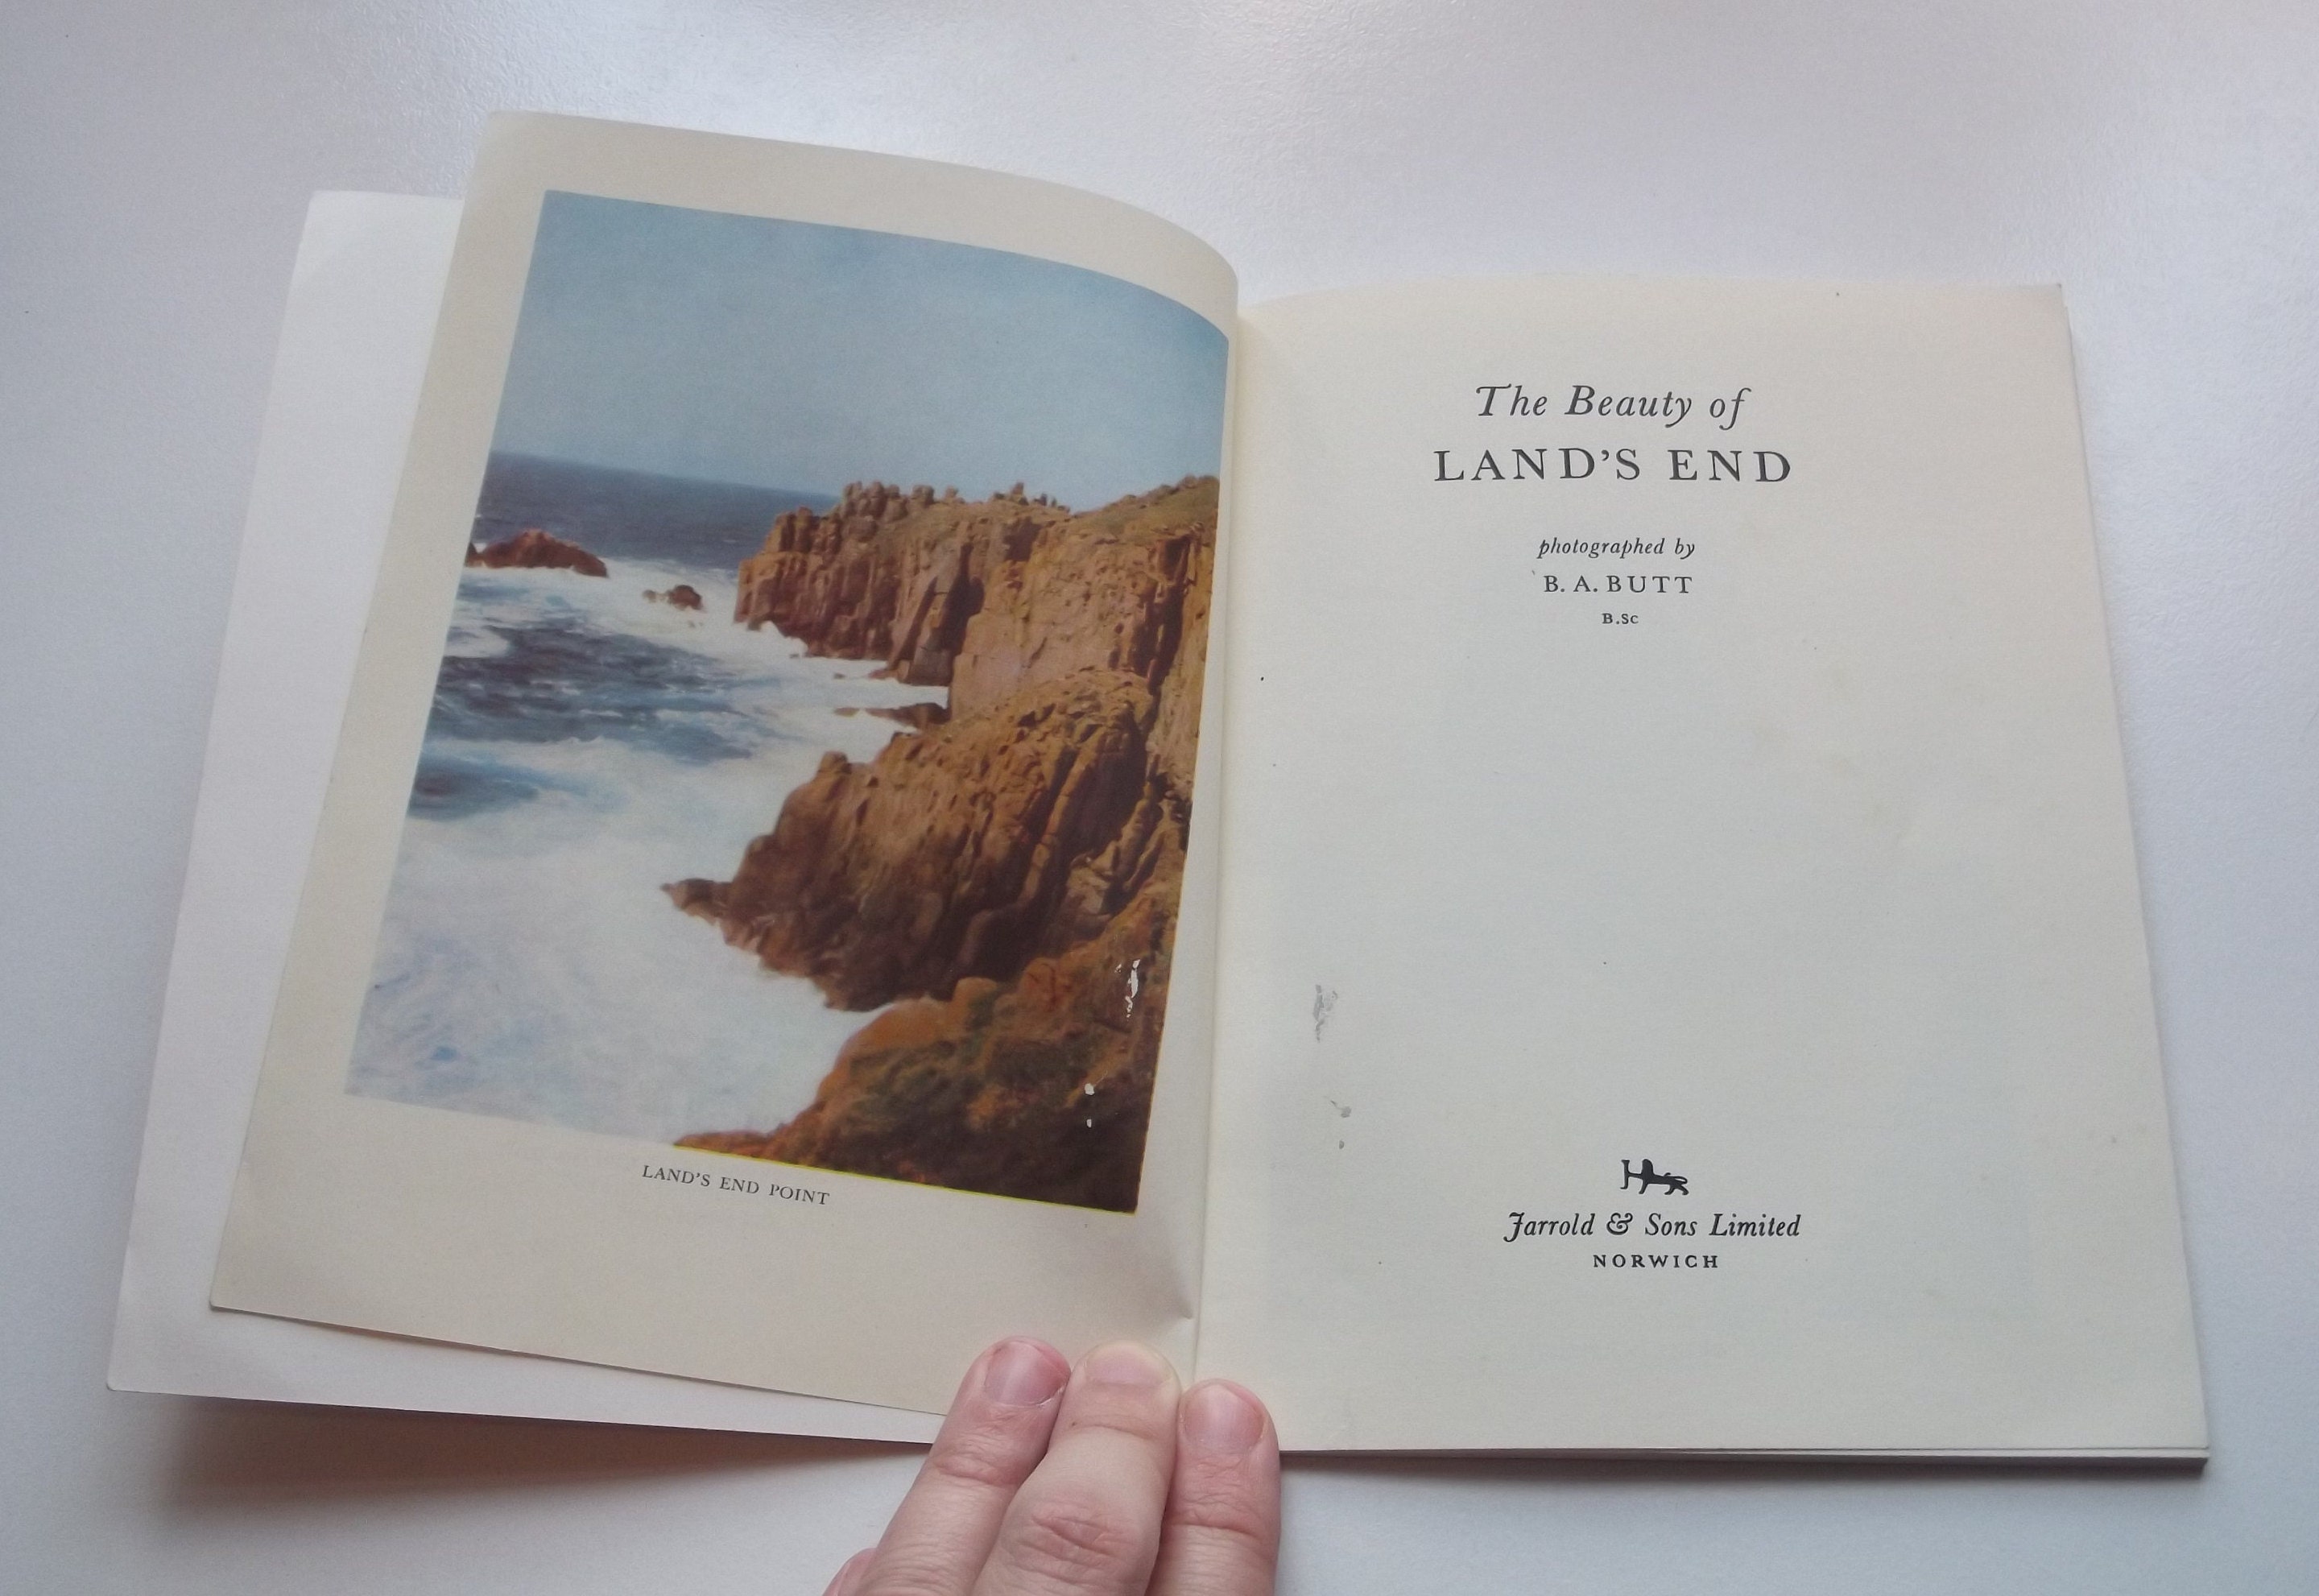 LAND'S END POINT
The Beauty of
LAND'S END
photographed by
B. A. BUTT
B.Sc
Jarrold & Sons Limited
NORWICH